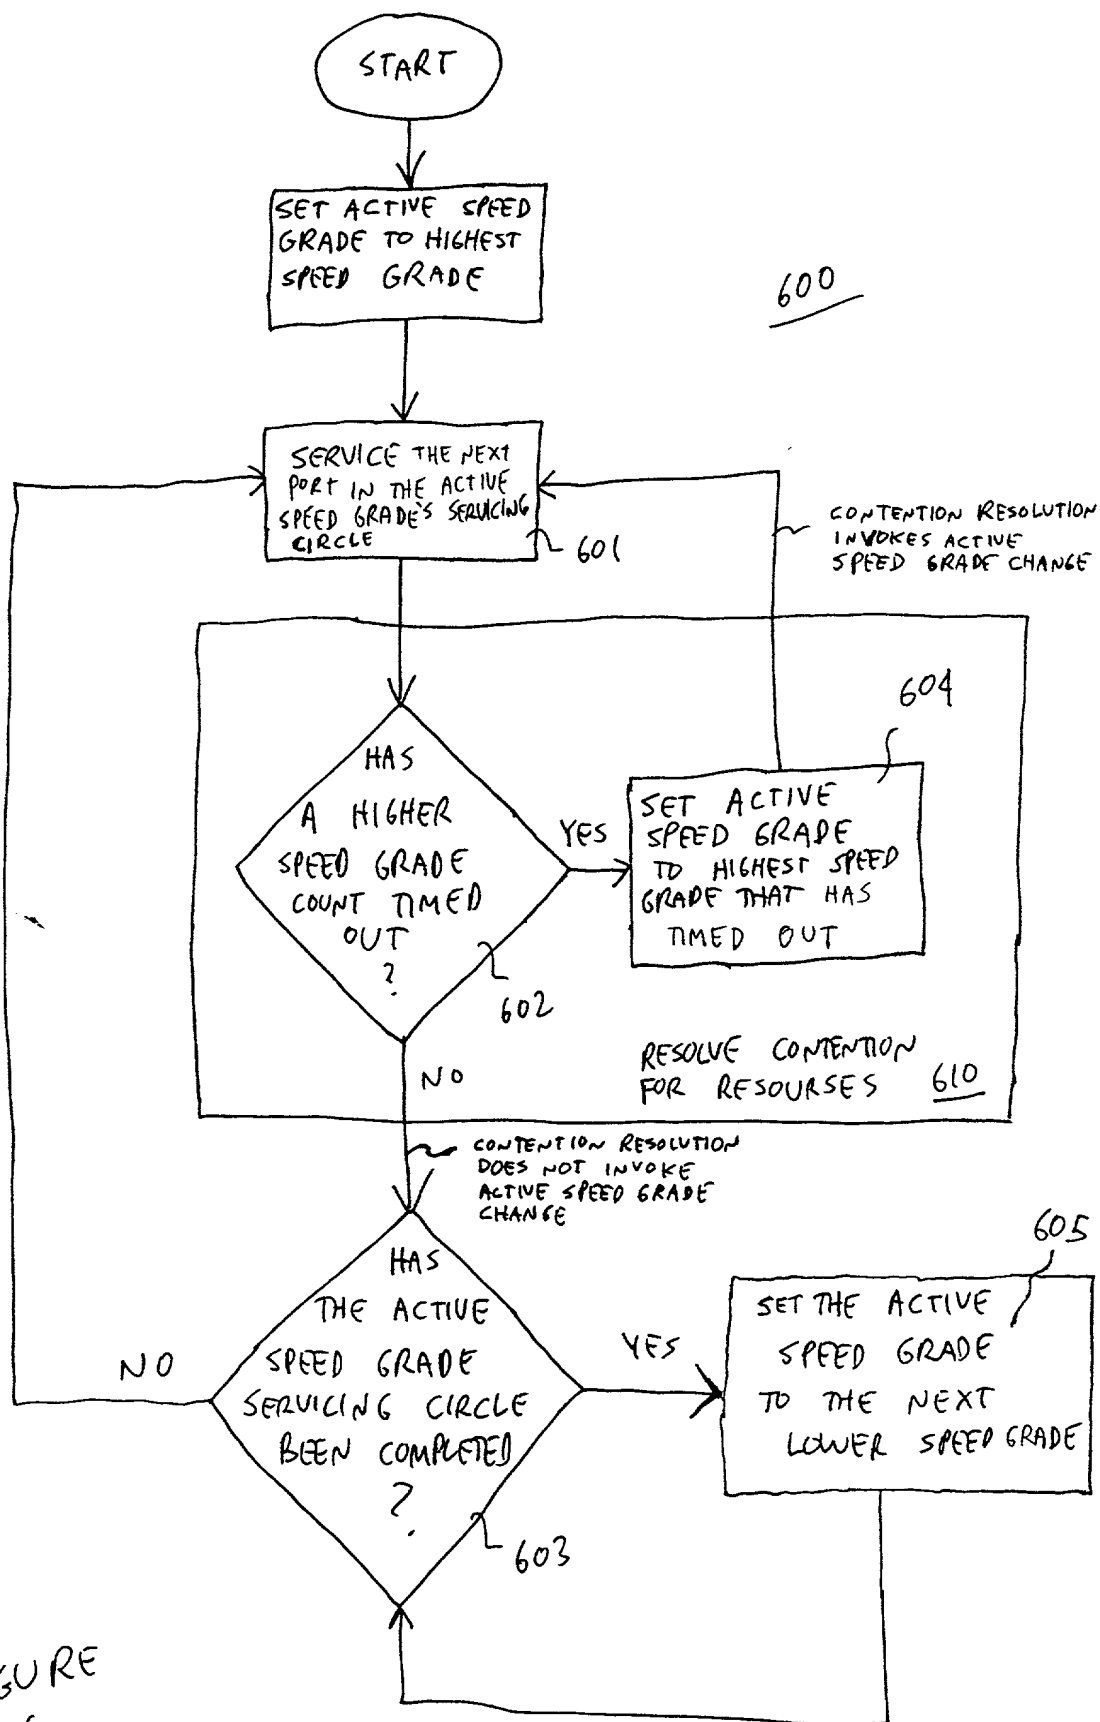 START
SET ACTIVE SPEED
GRADE TO HIGHEST
SPEED GRADE
600
SERVICE THE NEXT
PORT IN THE ACTIVE
SPEED GRADE'S SERVICING
CIRCLE
601
CONTENTION RESOLUTION
INVOKES ACTIVE
SPEED GRADE CHANGE
604
HAS
A HIGHER
SPEED GRADE
COUNT TIMED
OUT
?
602
YES
SET ACTIVE
SPEED GRADE
TO HIGHEST SPEED
GRADE THAT HAS
TIMED OUT
RESOLVE CONTENTION
FOR RESOURSES 610
NO
CONTENTION RESOLUTION
DOES NOT INVOKE
ACTIVE SPEED GRADE
CHANGE
605
HAS
THE ACTIVE
SPEED GRADE
SERVICING CIRCLE
BEEN COMPLETED
?
603
NO
YES
SET THE ACTIVE
SPEED GRADE
TO THE NEXT
LOWER SPEED GRADE
GURE